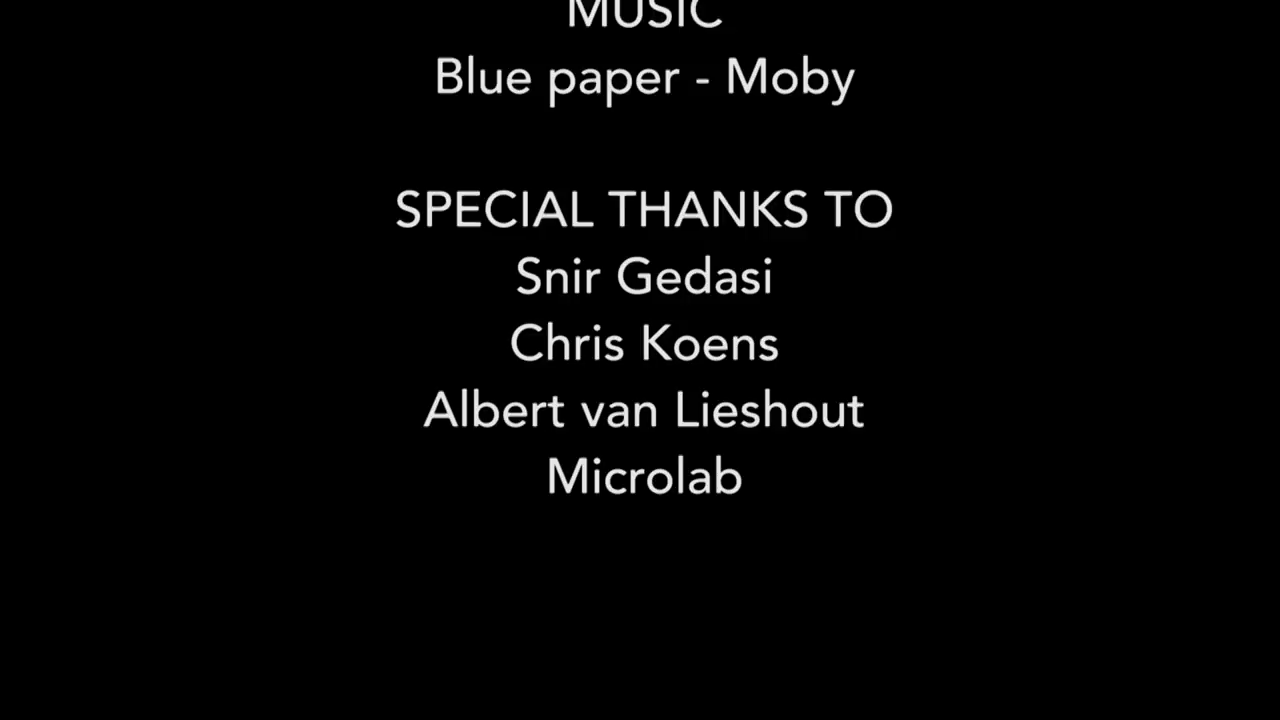 MUSIC
Blue paper - Moby
SPECIAL THANKS TO
Snir Gedasi
Chris Koens
Albert van Lieshout
Microlab